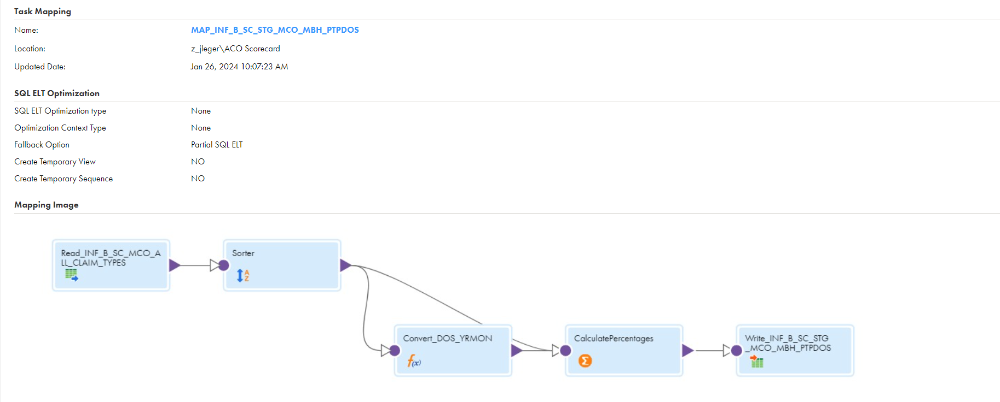 Task Mapping
Name: MAP_INF_B_SC_STG_MCO_MBH_PTPDOS
Location: z_jleger\ACO Scorecard
Updated Date: Jan 26, 2024 10:07:23 AM
SQL ELT Optimization
SQL ELT Optimization type None
Optimization Context Type None
Fallback Option Partial SQL ELT
Create Temporary View NO
Create Temporary Sequence NO
Mapping Image
Read_INF_B_SC_MCO_A
LL_CLAIM_TYPES
Sorter
A
Z
Convert_DOS_YRMON
f(x)
CalculatePercentages
Σ
Write_INF_B_SC_STG
_MCO_MBH_PTPDOS